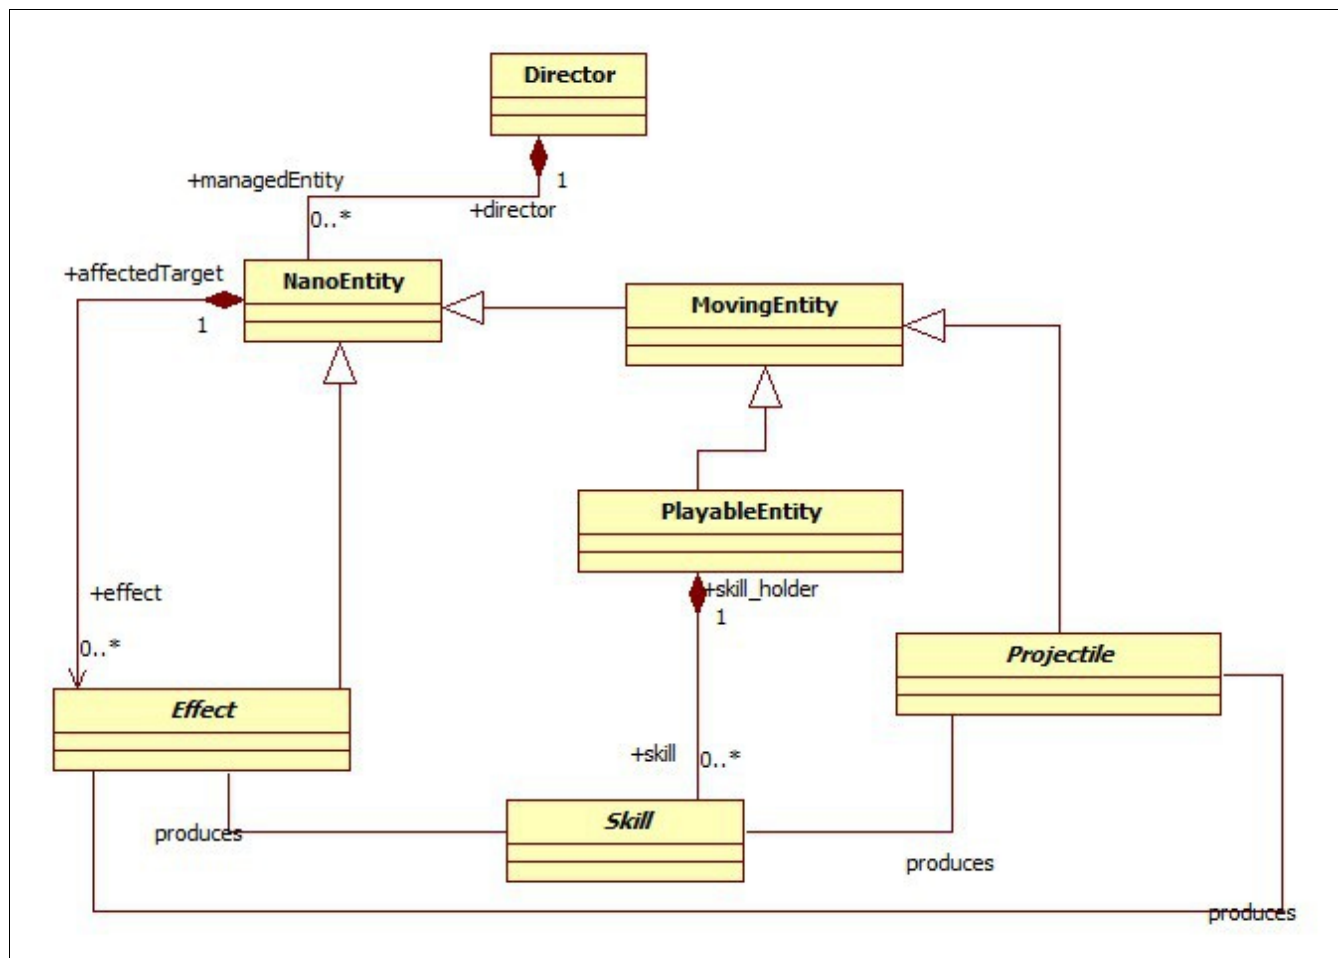 Director
+managedEntity
1
0..*
+director
+affectedTarget
NanoEntity
MovingEntity
1
PlayableEntity
+effect
+skill_holder
1
0..*
Projectile
Effect
+skill
0..*
Skill
produces
produces
produces